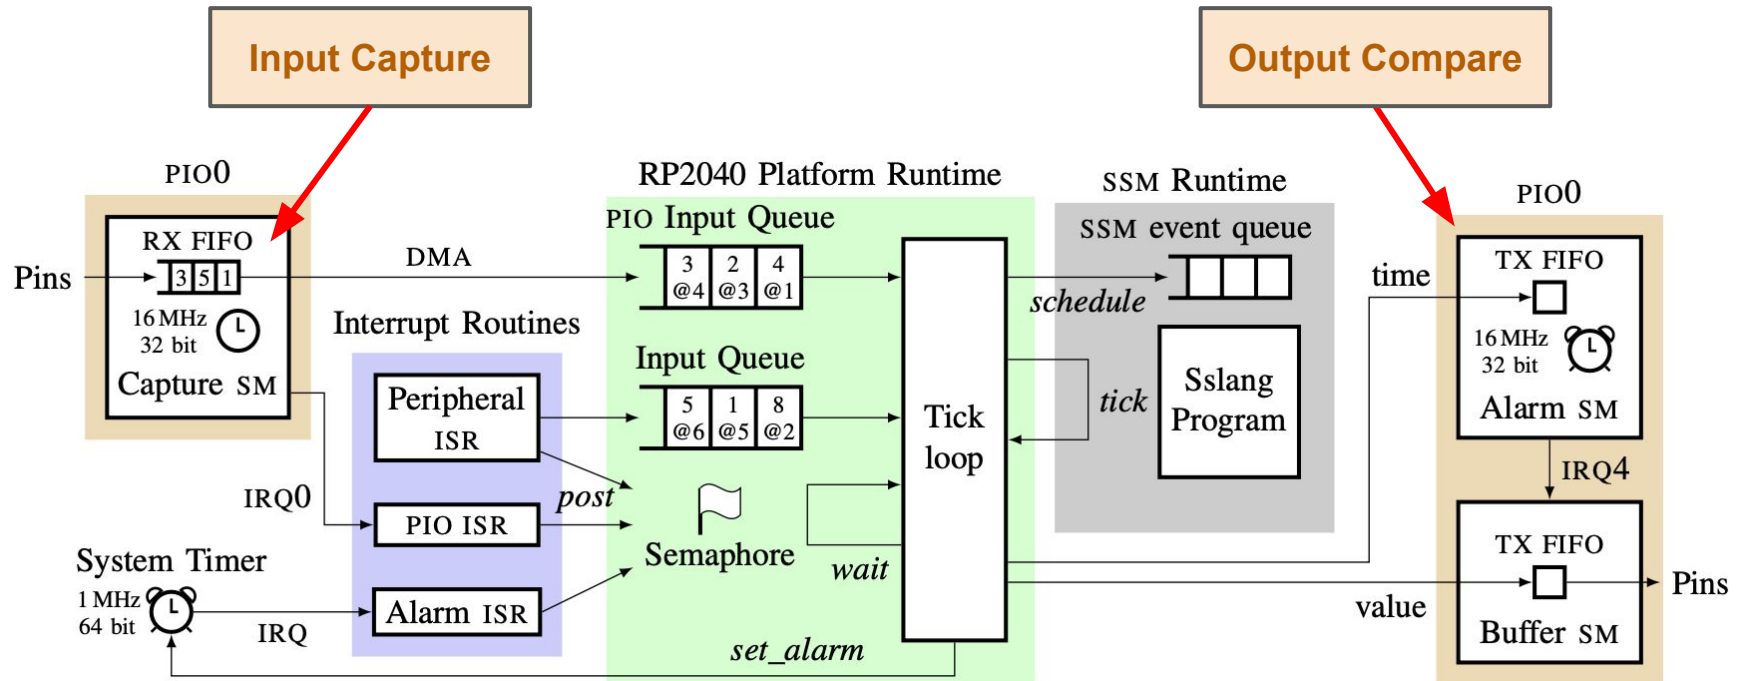 Input Capture
Output Compare
PIO0
RP2040 Platform Runtime
SSM Runtime
PIO0
RX FIFO
3 5 1
16 MHz
32 bit
Capture SM
Pins
DMA
PIO Input Queue
3 2 4
@4 @3 @1
Interrupt Routines
Input Queue
5 1 8
@6 @5 @2
Peripheral
ISR
IRQ0
PIO ISR
post
Semaphore
wait
System Timer
1 MHz
64 bit
IRQ
Alarm ISR
set_alarm
Tick
loop
schedule
tick
SSM event queue
Sslang
Program
time
value
TX FIFO
16 MHz
32 bit
Alarm SM
IRQ4
TX FIFO
Buffer SM
Pins